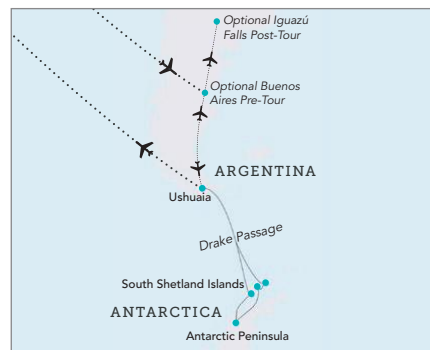 Optional Iguazú
Falls Post-Tour
Optional Buenos
Aires Pre-Tour
ARGENTINA
Ushuaia
Drake Passage
South Shetland Islands
ANTARCTICA
Antarctic Peninsula